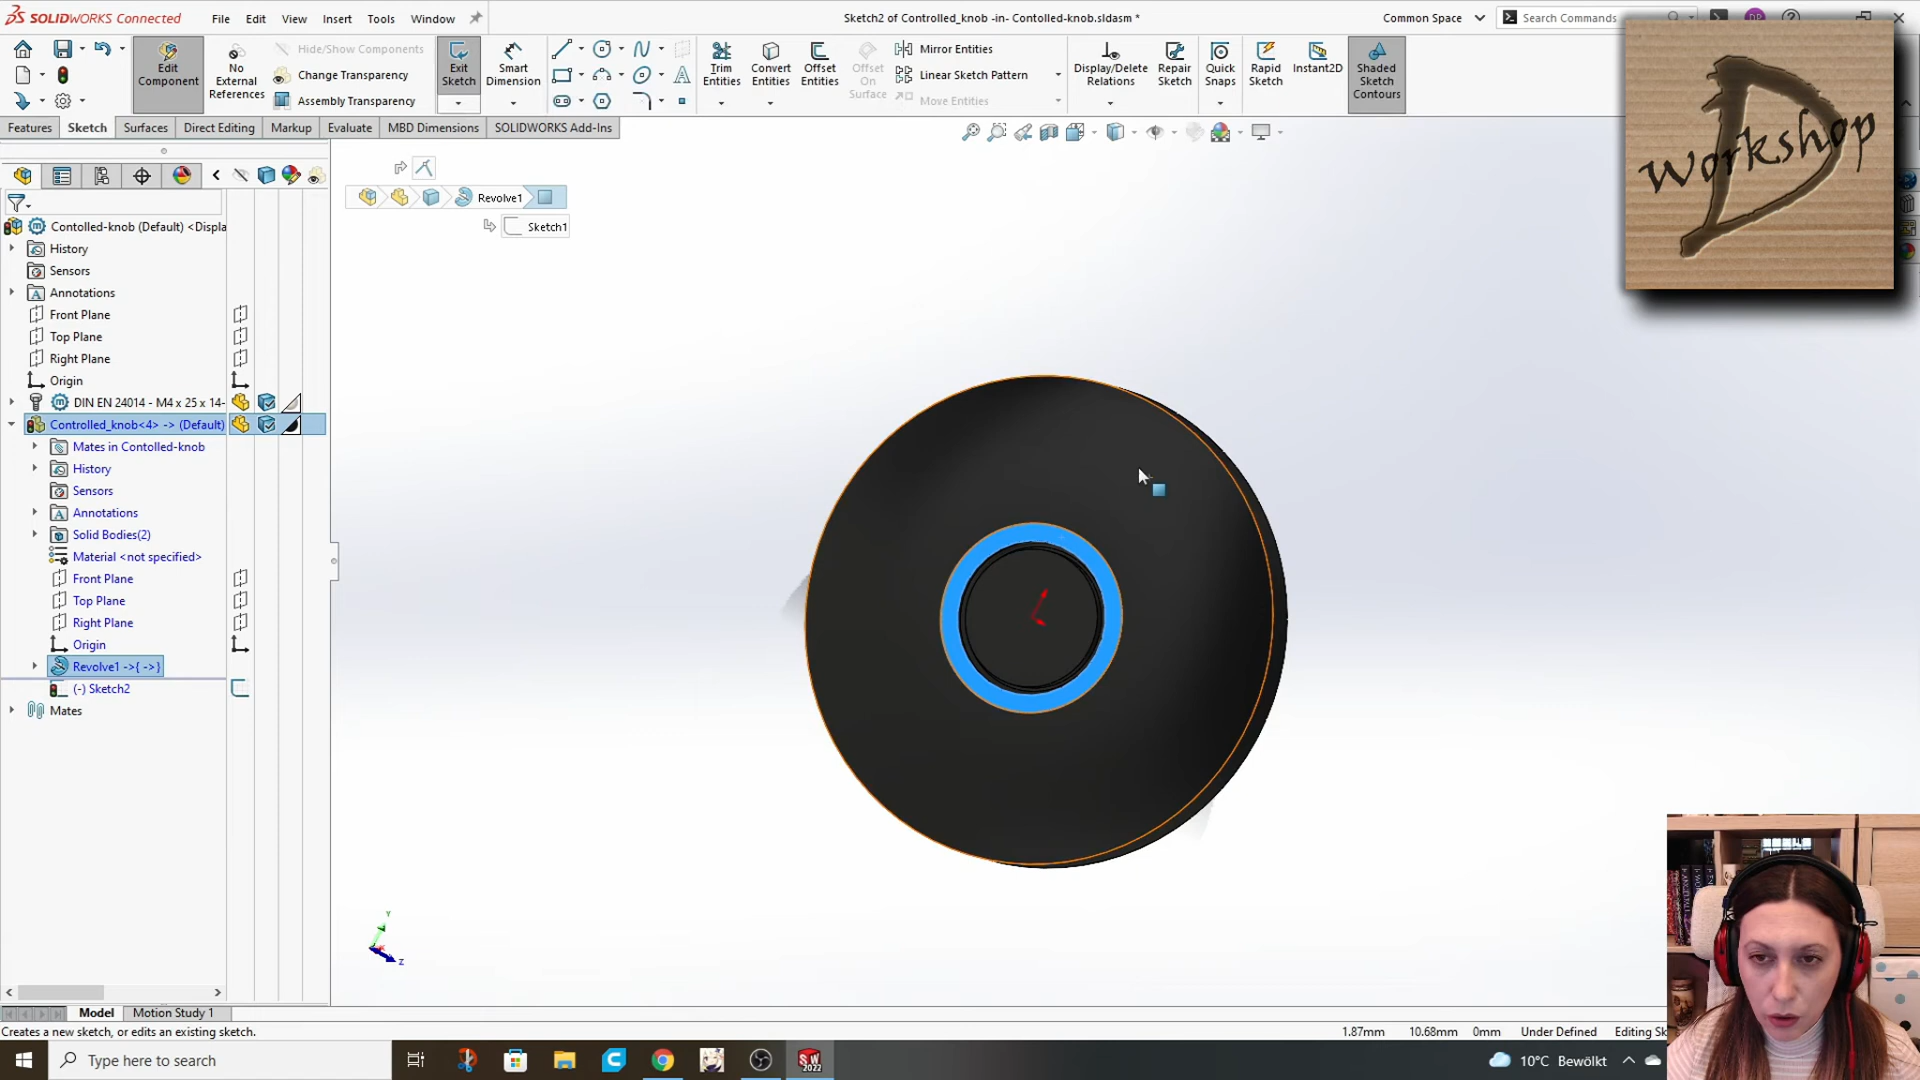 SOLIDWORKS Connected
File Edit View Insert Tools Window
Sketch2 of Controlled_knob -in- Contolled-knob.sldasm *
Common Space
Search Commands
Edit Component
No External References
Hide/Show Components
Change Transparency
Assembly Transparency
Exit Sketch
Smart Dimension
Trim Entities
Convert Entities
Offset Entities
Offset On Surface
Mirror Entities
Linear Sketch Pattern
Move Entities
Display/Delete Relations
Repair Sketch
Quick Snaps
Rapid Sketch
Instant2D
Shaded Sketch Contours
Features Sketch Surfaces Direct Editing Markup Evaluate MBD Dimensions SOLIDWORKS Add-Ins
D
Workshop
Revolve1
Sketch1
Contolled-knob (Default) <Displa
History
Sensors
Annotations
Front Plane
Top Plane
Right Plane
Origin
DIN EN 24014 - M4 x 25 x 14-
Controlled_knob<4> -> (Default)
Mates in Contolled-knob
History
Sensors
Annotations
Solid Bodies(2)
Material <not specified>
Front Plane
Top Plane
Right Plane
Origin
Revolve1 ->{ ->}
(-) Sketch2
Mates
Y
Z
Model Motion Study 1
Creates a new sketch, or edits an existing sketch.
1.87mm 10.68mm 0mm Under Defined Editing Sk
Type here to search
SW 2022
10°C Bewölkt